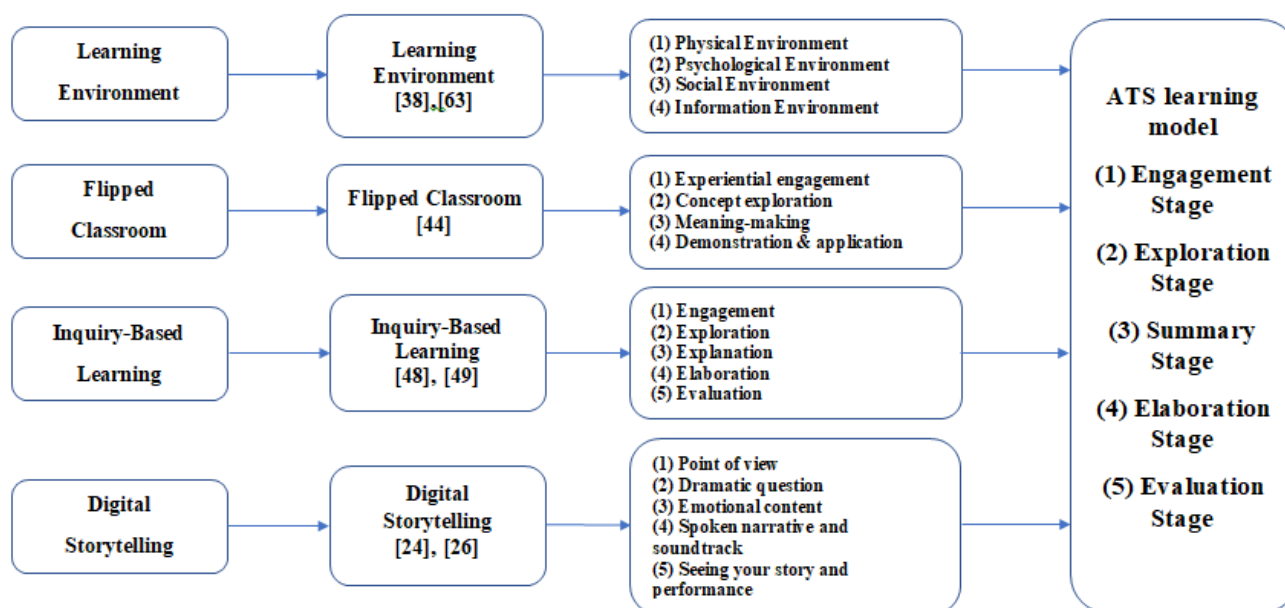 Learning
Environment
Learning
Environment
[38],[63]
(1) Physical Environment
(2) Psychological Environment
(3) Social Environment
(4) Information Environment
Flipped
Classroom
Flipped Classroom
[44]
(1) Experiential engagement
(2) Concept exploration
(3) Meaning-making
(4) Demonstration & application
Inquiry-Based
Learning
Inquiry-Based
Learning
[48], [49]
(1) Engagement
(2) Exploration
(3) Explanation
(4) Elaboration
(5) Evaluation
Digital
Storytelling
Digital
Storytelling
[24], [26]
(1) Point of view
(2) Dramatic question
(3) Emotional content
(4) Spoken narrative and
soundtrack
(5) Seeing your story and
performance
ATS learning
model
(1) Engagement
Stage
(2) Exploration
Stage
(3) Summary
Stage
(4) Elaboration
Stage
(5) Evaluation
Stage